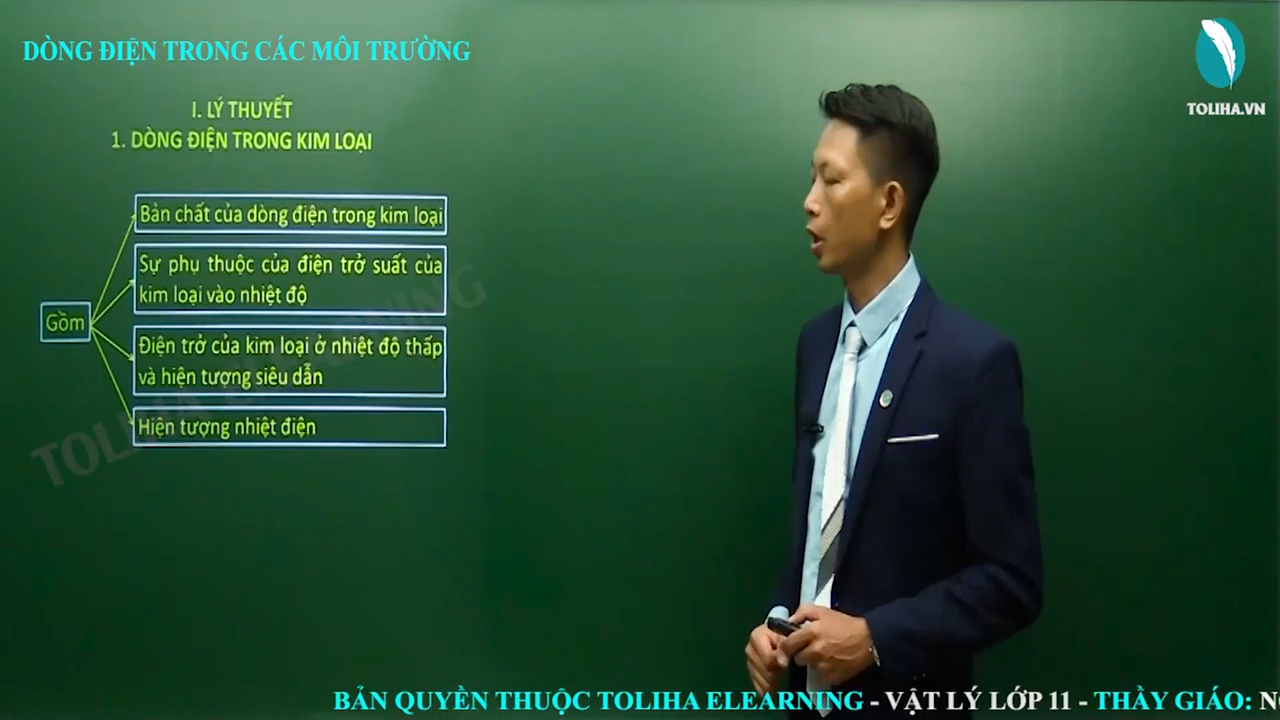 DÒNG ĐIỆN TRONG CÁC MÔI TRƯỜNG
TOLIHA.VN
I. LÝ THUYẾT
1. DÒNG ĐIỆN TRONG KIM LOẠI
Gồm
Bản chất của dòng điện trong kim loại
Sự phụ thuộc của điện trở suất của
kim loại vào nhiệt độ
Điện trở của kim loại ở nhiệt độ thấp
và hiện tượng siêu dẫn
Hiện tượng nhiệt điện
BẢN QUYỀN THUỘC TOLIHA ELEARNING - VẬT LÝ LỚP 11 - THẦY GIÁO: